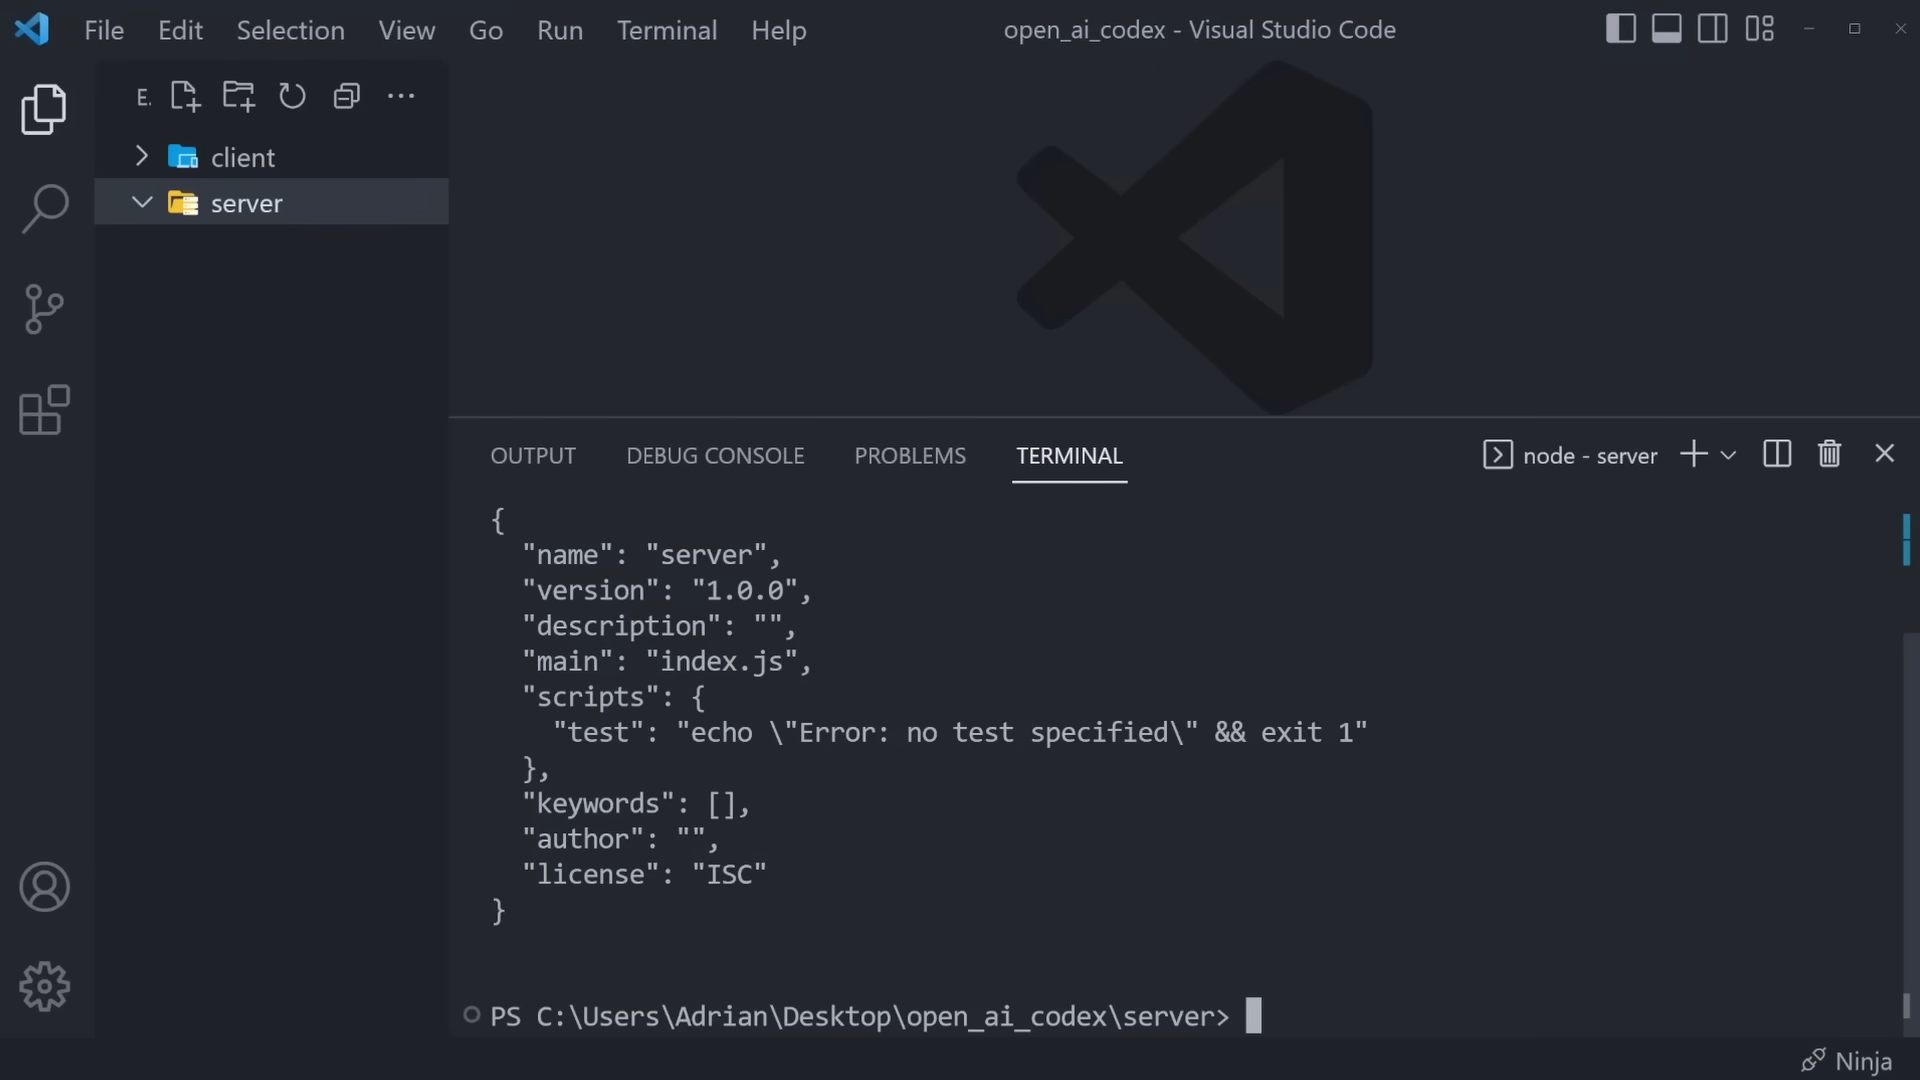 File Edit Selection View Go Run Terminal Help open_ai_codex - Visual Studio Code
E.
client
server
OUTPUT DEBUG CONSOLE PROBLEMS TERMINAL node - server
{
"name": "server",
"version": "1.0.0",
"description": "",
"main": "index.js",
"scripts": {
"test": "echo \"Error: no test specified\" && exit 1"
},
"keywords": [],
"author": "",
"license": "ISC"
}
PS C:\Users\Adrian\Desktop\open_ai_codex\server>
Ninja